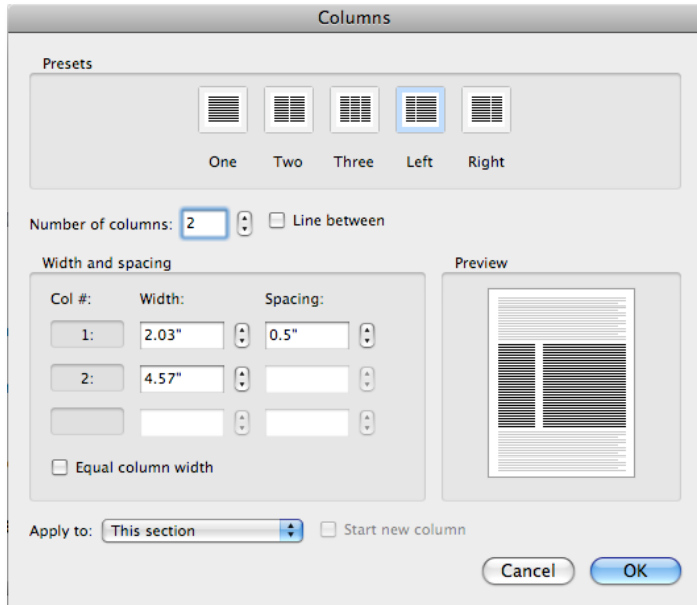 Columns
Presets
One Two Three Left Right
Number of columns: 2 Line between
Width and spacing
Col #: Width: Spacing:
1: 2.03" 0.5"
2: 4.57"
Equal column width
Preview
Apply to: This section Start new column
Cancel OK